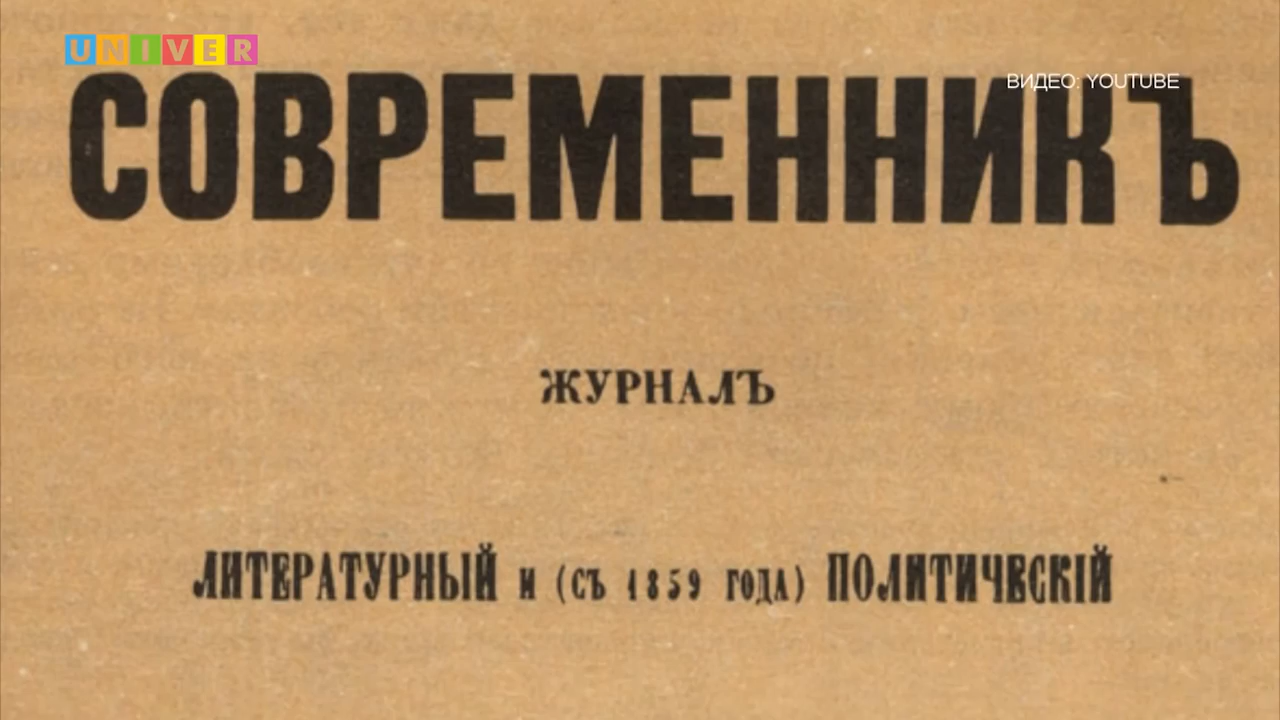 UNIVER
ВИДЕО: YOUTUBE
СОВРЕМЕННИКЪ
ЖУРНАЛЪ
ЛИТЕРАТУРНЫЙ и (СЪ 1859 ГОДА) ПОЛИТИЧЕСКІЙ